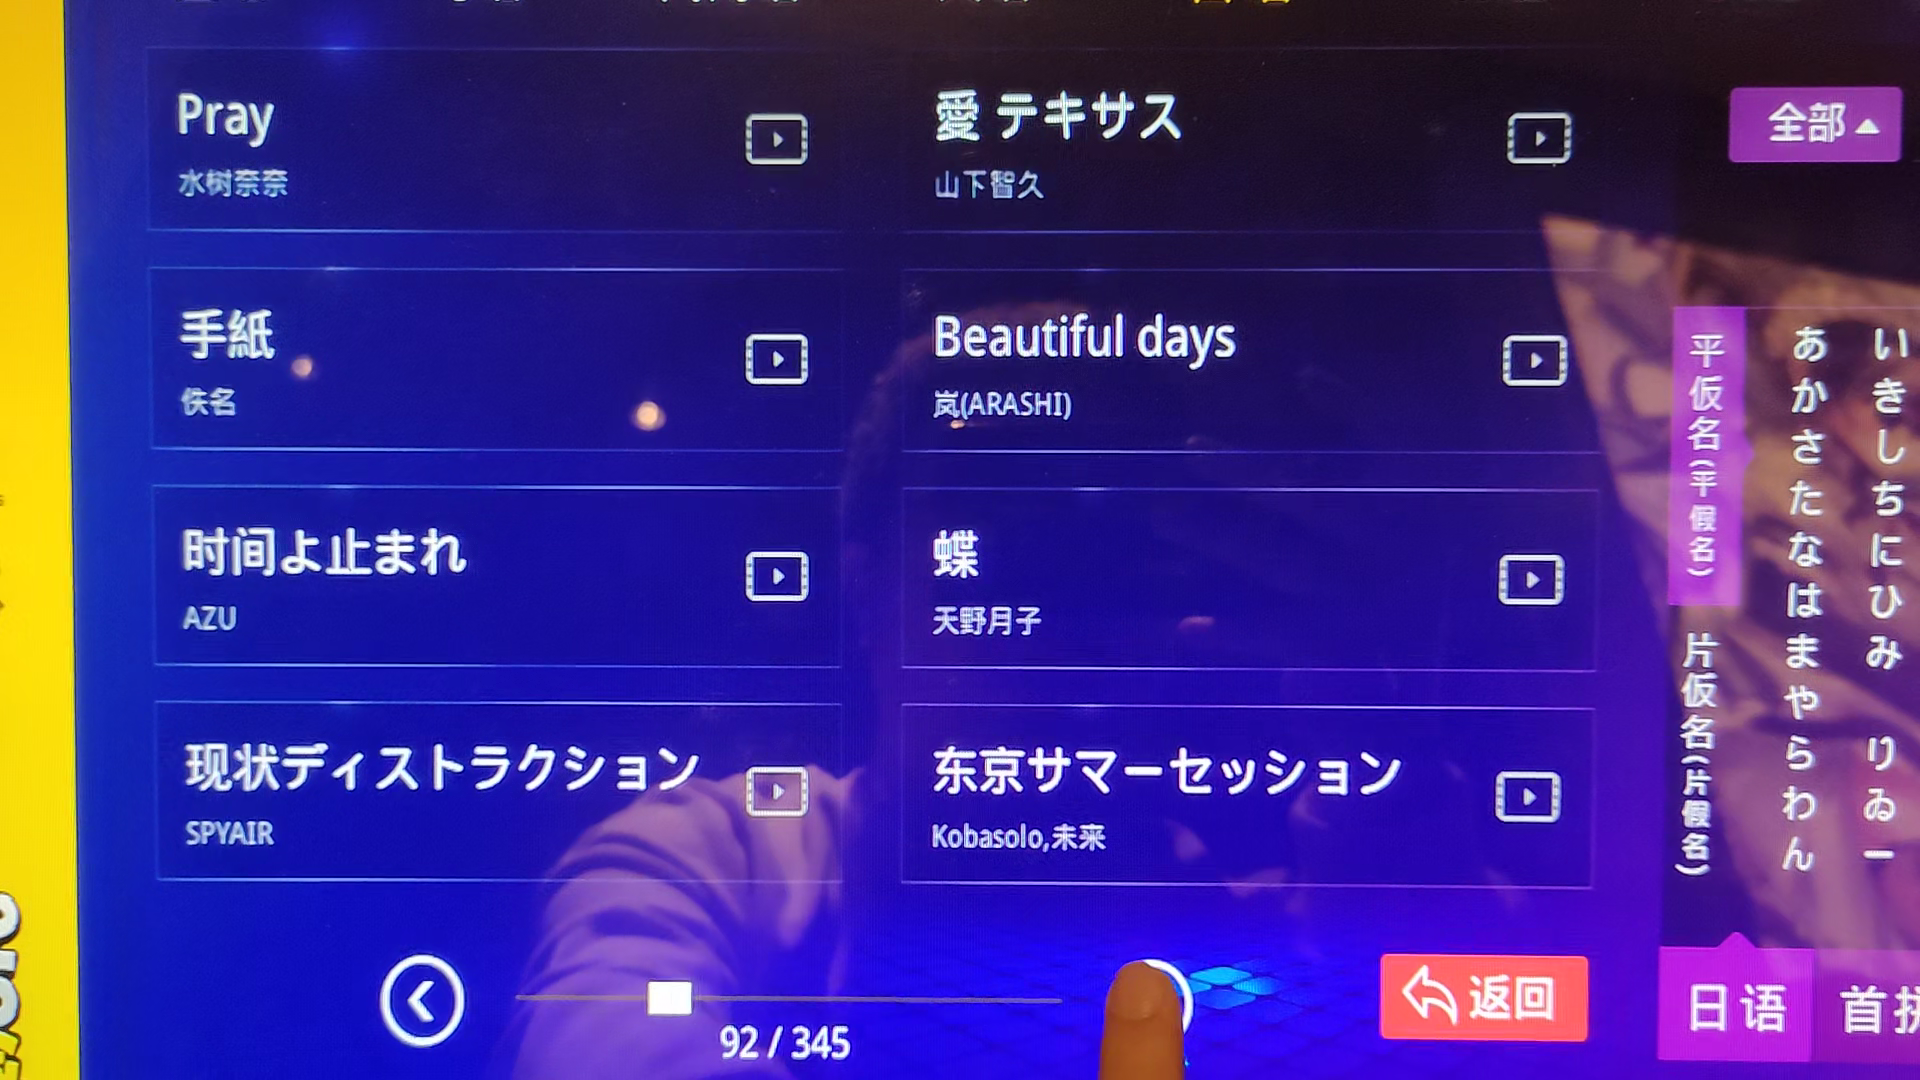 Pray
水树奈奈
愛 テキサス
山下智久
手紙
佚名
Beautiful days
岚(ARASHI)
时间よ止まれ
AZU
蝶
天野月子
现状ディストラクション
SPYAIR
东京サマーセッション
Kobasolo,未来
92 / 345
返回
全部
平仮名(平假名)
片仮名(片假名)
あかさたなはまやらわん
いきしちにひみ りゐー
日语
首拼